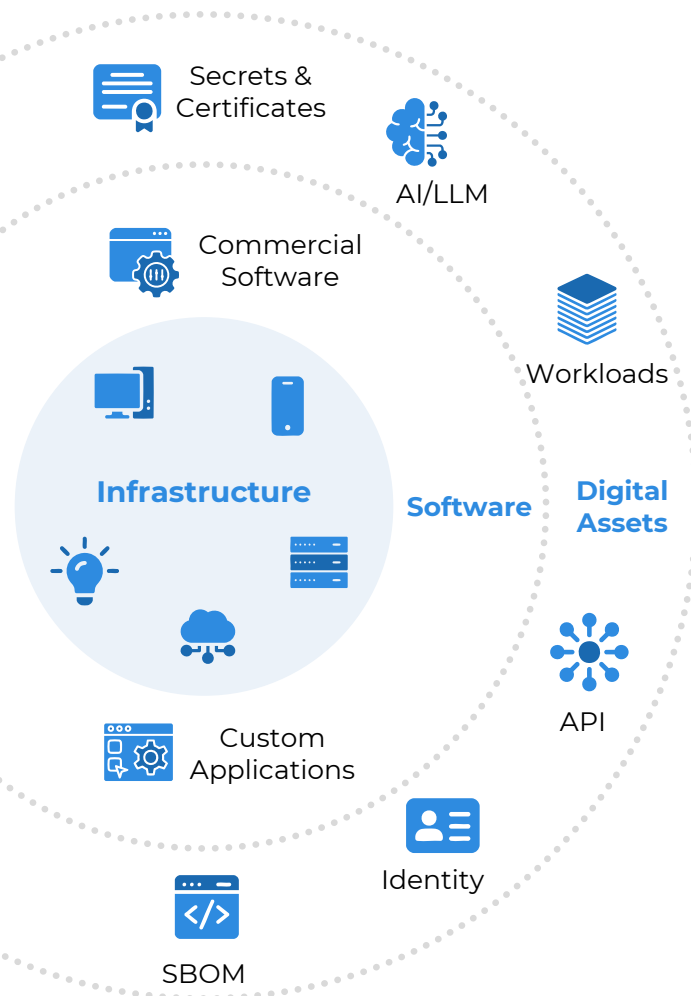 Secrets &
Certificates
AI/LLM
Commercial
Software
Workloads
Infrastructure
Software
Digital
Assets
API
Custom
Applications
Identity
SBOM